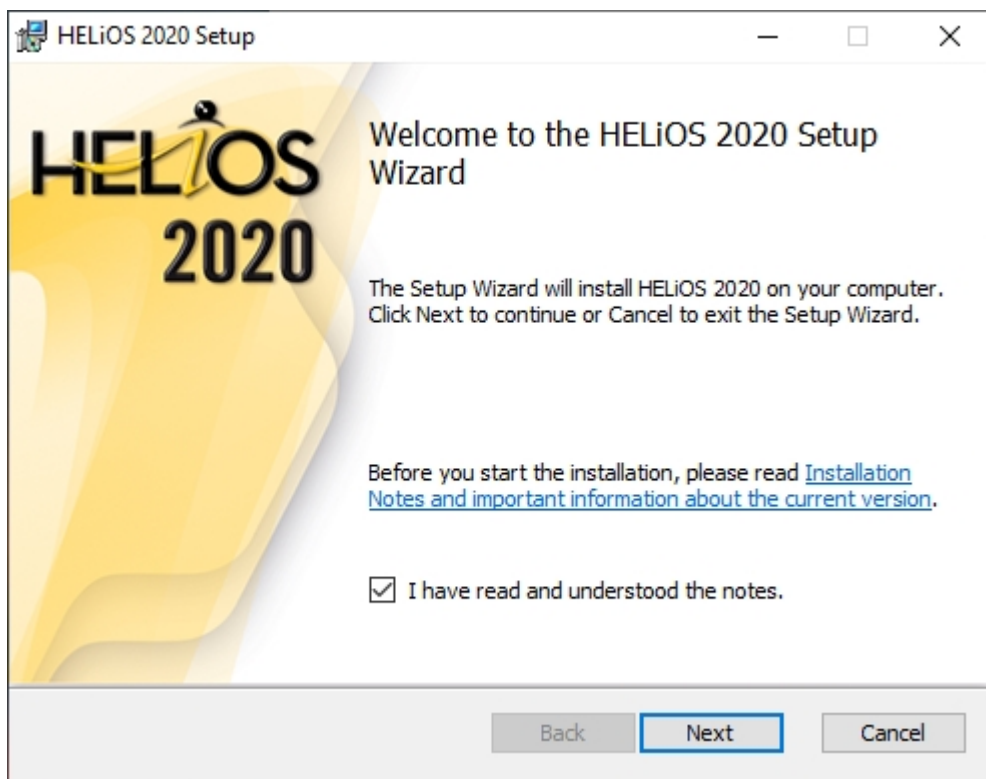 HELiOS 2020 Setup
HELiOS
2020
Welcome to the HELiOS 2020 Setup
Wizard
The Setup Wizard will install HELiOS 2020 on your computer.
Click Next to continue or Cancel to exit the Setup Wizard.
Before you start the installation, please read Installation
Notes and important information about the current version.
I have read and understood the notes.
Back Next Cancel